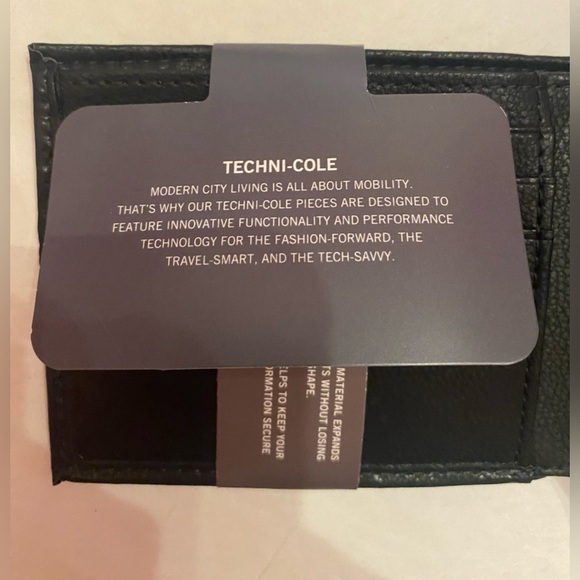 TECHNI-COLE
MODERN CITY LIVING IS ALL ABOUT MOBILITY.
THAT'S WHY OUR TECHNI-COLE PIECES ARE DESIGNED TO
FEATURE INNOVATIVE FUNCTIONALITY AND PERFORMANCE
TECHNOLOGY FOR THE FASHION-FORWARD, THE
TRAVEL-SMART, AND THE TECH-SAVVY.
MATERIAL EXPANDS
WITHOUT LOSING
SHAPE.
TO KEEP YOUR
SECURE